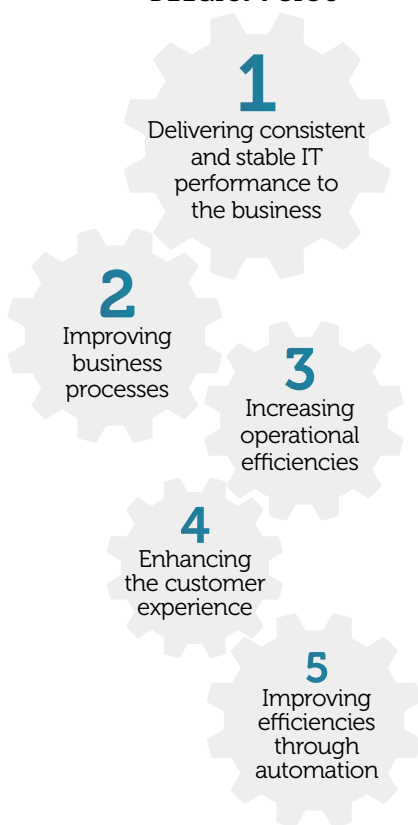 1
Delivering consistent
and stable IT
performance to
the business
2
Improving
business
processes
3
Increasing
operational
efficiencies
4
Enhancing
the customer
experience
5
Improving
efficiencies
through
automation